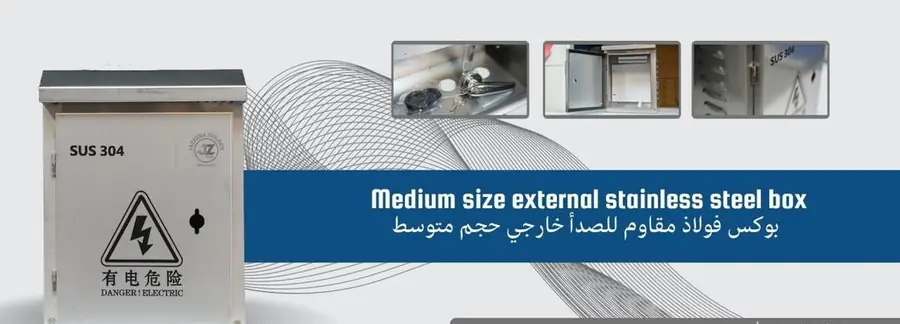 SUS 304
有电危险
DANGER! ELECTRIC
SUS 304
Medium size external stainless steel box
بوكس فولاذ مقاوم للصدأ خارجي حجم متوسط